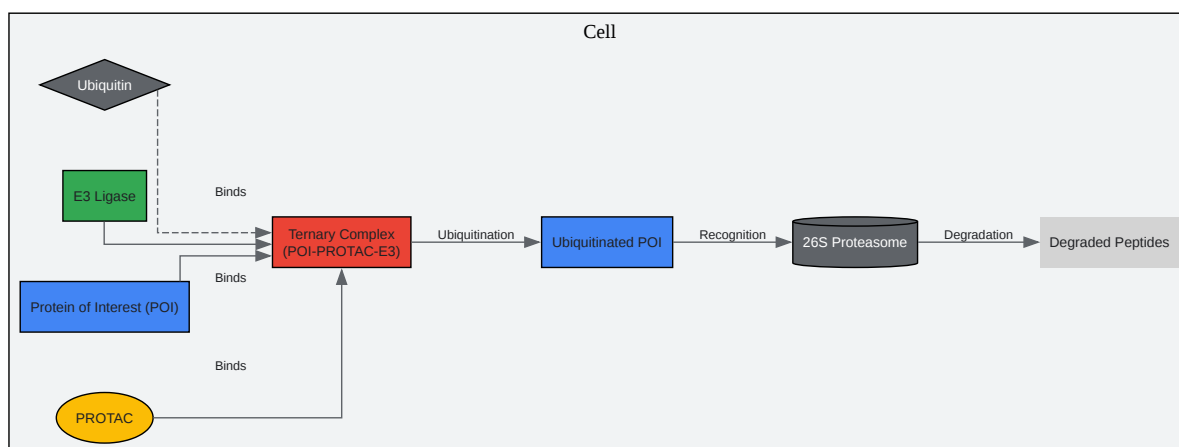 Cell
Ubiquitin
Binds
E3 Ligase
Ternary Complex
(POI-PROTAC-E3)
Ubiquitination
Ubiquitinated POI
Recognition
26S Proteasome
Degradation
Degraded Peptides
Binds
Protein of Interest (POI)
Binds
PROTAC